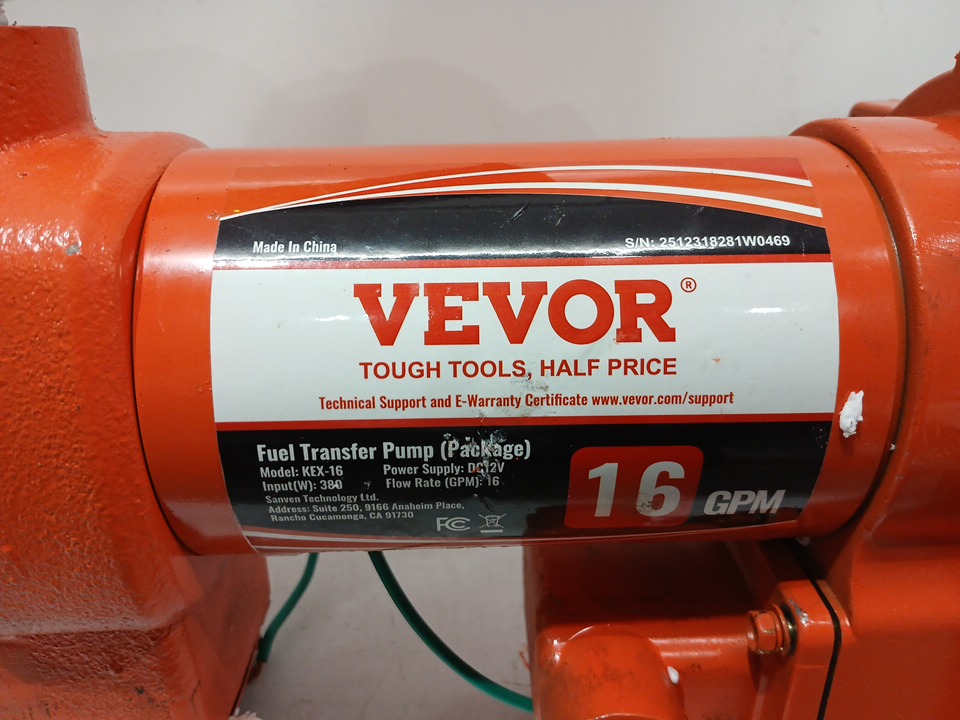 Made In China
S/N: 2512318281W0469
VEVOR®
TOUGH TOOLS, HALF PRICE
Technical Support and E-Warranty Certificate www.vevor.com/support
Fuel Transfer Pump (Package)
Model: KEX-16 Power Supply: DC12V
Input(W): 380 Flow Rate (GPM): 16
Sanven Technology Ltd.
Address: Suite 250, 9166 Anaheim Place,
Rancho Cucamonga, CA 91730
FC
16 GPM